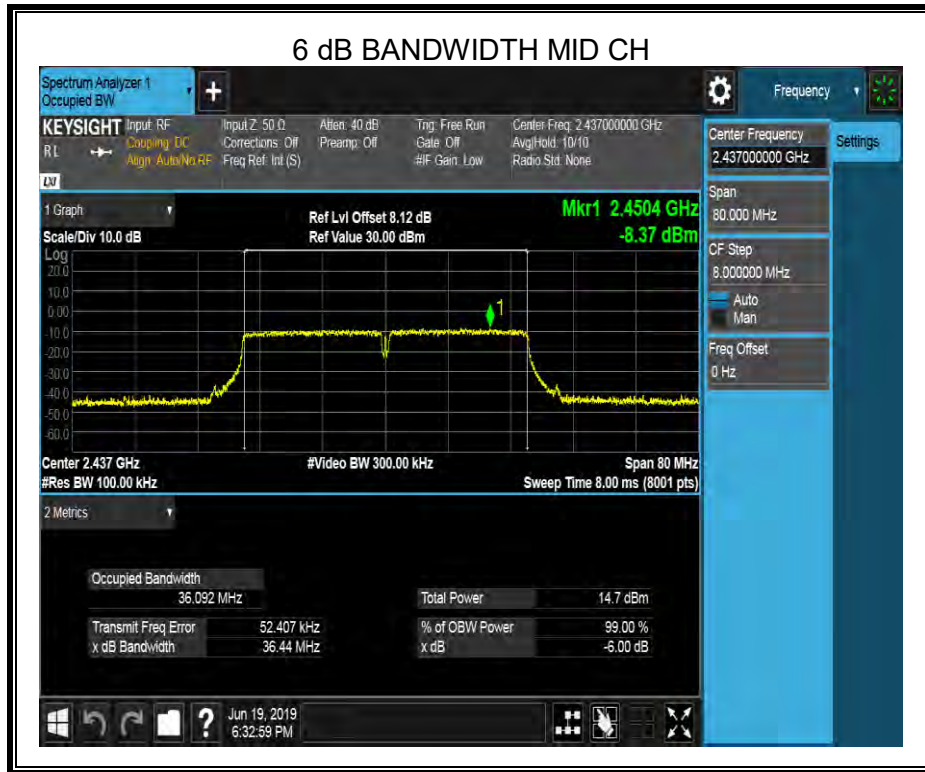 6 dB BANDWIDTH MID CH
Spectrum Analyzer 1
Occupied BW
+
Frequency
KEYSIGHT
RL
LXI
Input: RF
Coupling: DC
Align: Auto/No RF
Input Z: 50 Ω
Corrections: Off
Freq Ref: Int (S)
Atten: 40 dB
Preamp: Off
Trig: Free Run
Gate: Off
#IF Gain: Low
Center Freq: 2.437000000 GHz
Avg|Hold: 10/10
Radio Std: None
Center Frequency
2.437000000 GHz
Settings
Span
80.000 MHz
CF Step
8.000000 MHz
Auto
Man
Freq Offset
0 Hz
1 Graph
Scale/Div 10.0 dB
Ref Lvl Offset 8.12 dB
Ref Value 30.00 dBm
Mkr1 2.4504 GHz
-8.37 dBm
Log
20.0
10.0
0.00
-10.0
-20.0
-30.0
-40.0
-50.0
-60.0
1
Center 2.437 GHz
#Video BW 300.00 kHz
Span 80 MHz
#Res BW 100.00 kHz
Sweep Time 8.00 ms (8001 pts)
2 Metrics
Occupied Bandwidth
36.092 MHz
Total Power 14.7 dBm
Transmit Freq Error 52.407 kHz
% of OBW Power 99.00 %
x dB Bandwidth 36.44 MHz
x dB -6.00 dB
?
Jun 19, 2019
6:32:59 PM